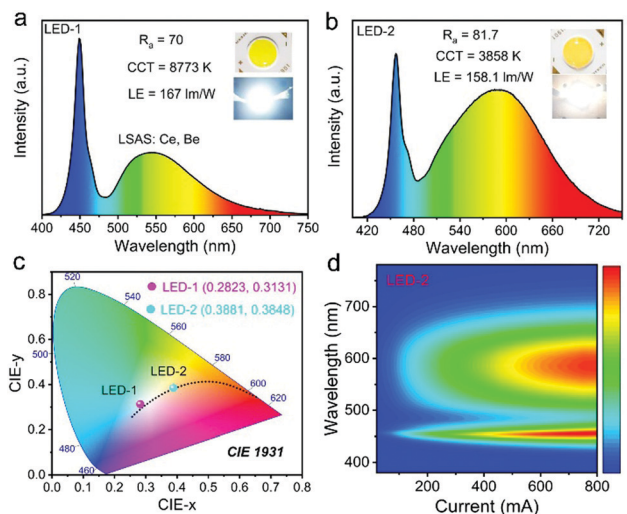 a
LED-1
Ra = 70
CCT = 8773 K
LE = 167 lm/W
LSAS: Ce, Be
Intensity (a.u.)
400 450 500 550 600 650 700 750
Wavelength (nm)
b
LED-2
Ra = 81.7
CCT = 3858 K
LE = 158.1 lm/W
Intensity (a.u.)
420 480 540 600 660 720
Wavelength (nm)
c
LED-1 (0.2823, 0.3131)
LED-2 (0.3881, 0.3848)
520
540
560
580
600
620
500
480
460
LED-2
LED-1
CIE 1931
CIE-y
0.8
0.6
0.4
0.2
0.0
0.0 0.1 0.2 0.3 0.4 0.5 0.6 0.7 0.8
CIE-x
d
LED-2
Wavelength (nm)
700
600
500
400
200 400 600 800
Current (mA)